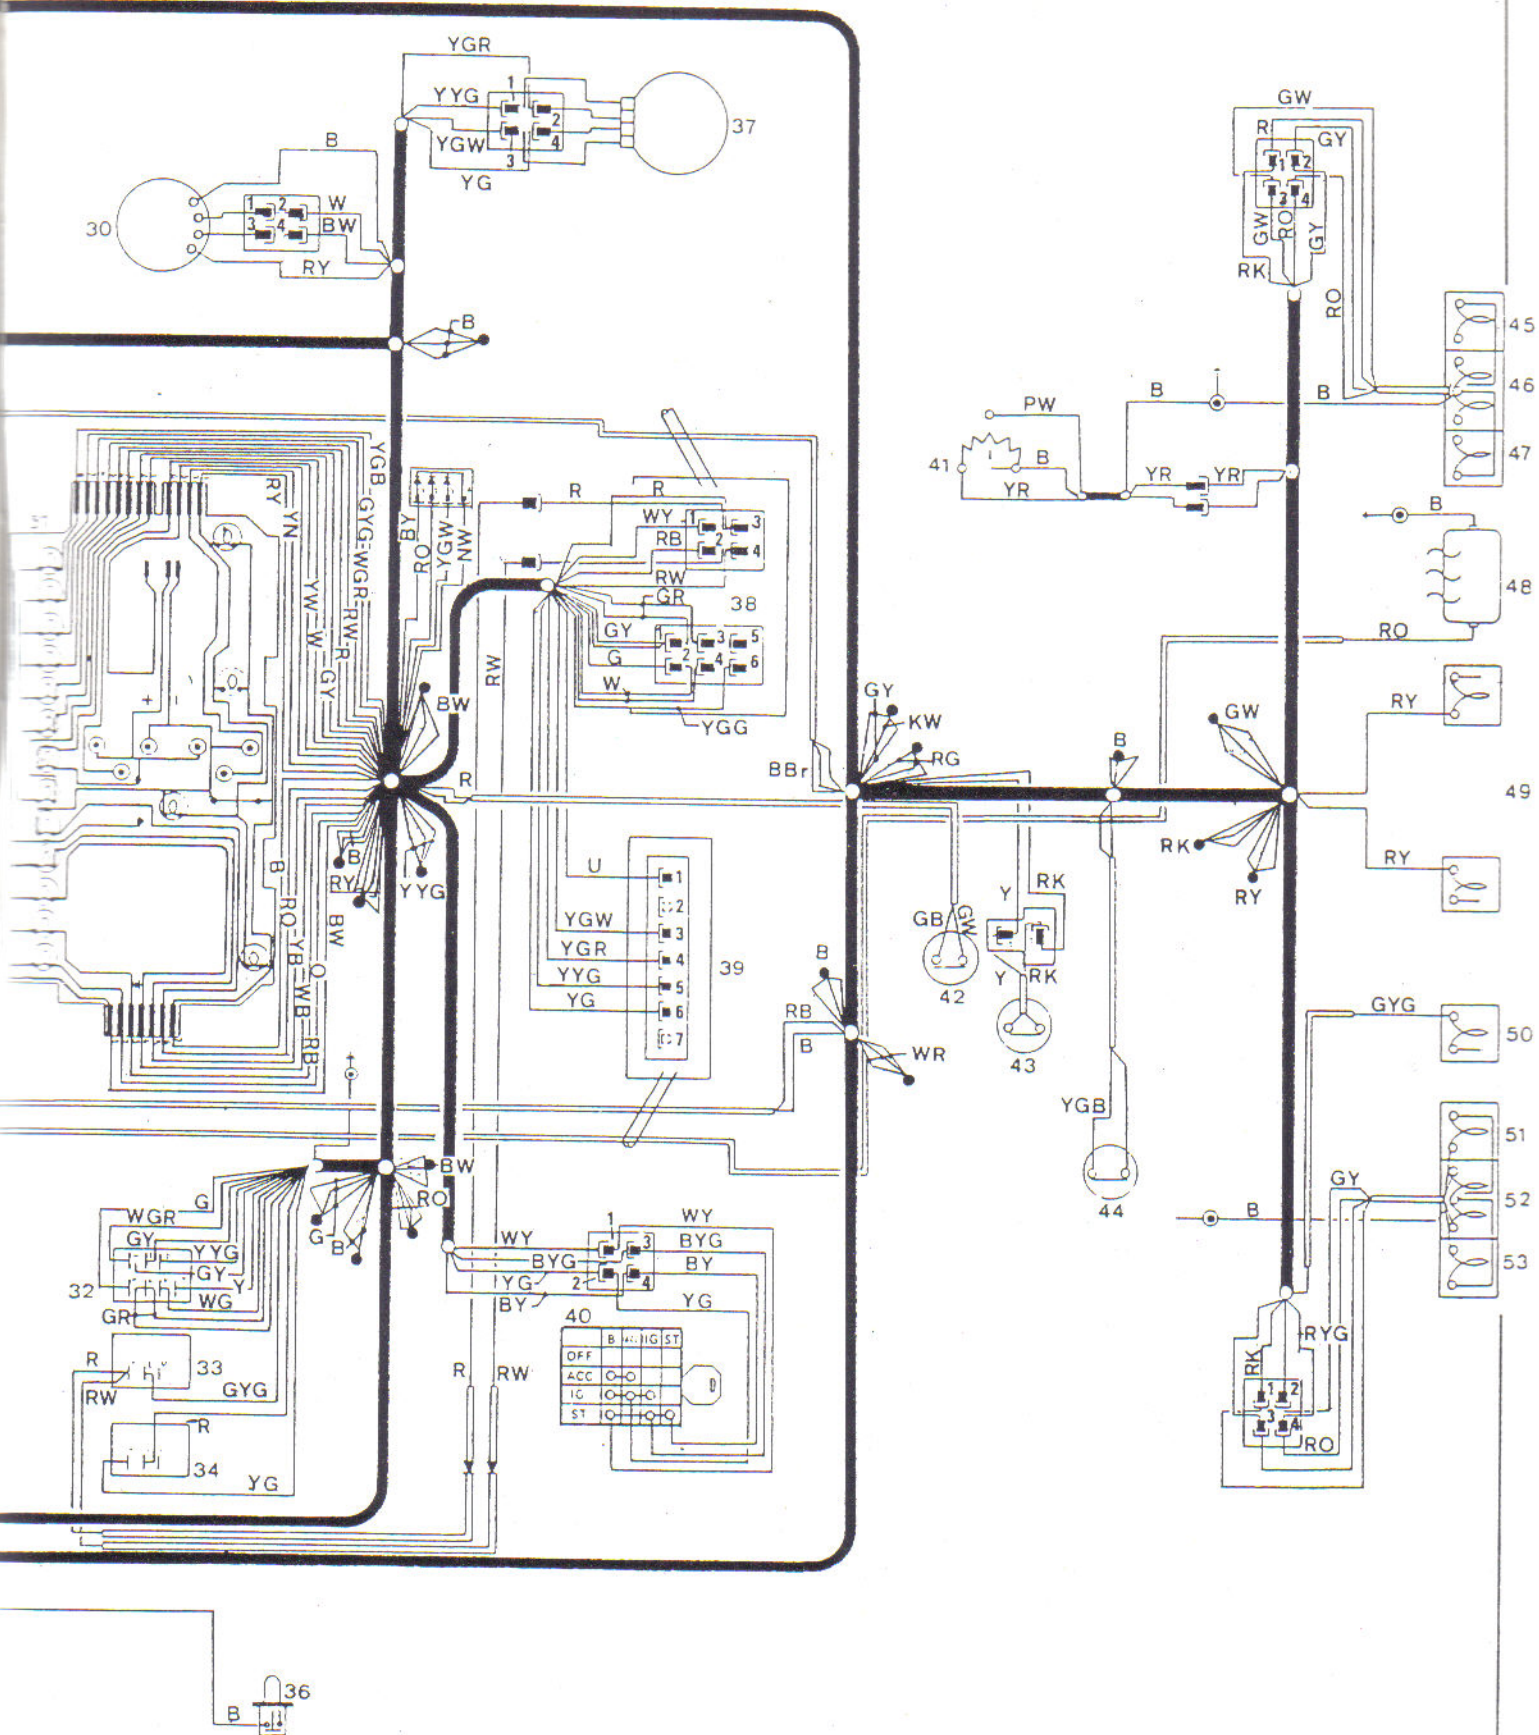 YGR
1
YYG
2
37
YGW
3
4
YG
B
1
2
W
30
3
4
BW
RY
B
GW
R
GY
1
2
3
4
GW
RO
GY
RK
RO
45
46
47
PW
B
B
41
B
YR
YR
YR
B
48
RO
YGB
RY
YN
GYG
WGR
BY
RO
YGW
NW
YW
W
RW
R
GY
R
R
WY
1
3
RB
2
4
RW
38
GR
GY
1
3
5
G
2
4
6
W
YGG
RW
BW
R
GY
KW
RG
BBr
B
GW
RY
49
RK
RY
RY
B
RY
YYG
BW
B
RO
YB
O
WB
RB
U
1
2
YGW
3
YGR
4
YYG
5
YG
6
7
39
GB
GW
42
Y
RK
Y
RK
43
B
RB
B
WR
YGB
44
GYG
50
51
52
53
GY
B
BW
RO
G
B
G
WGR
GY
YYG
GY
Y
32
WG
GR
R
33
RW
GYG
R
34
YG
1
WY
WY
3
BYG
BYG
YG
2
4
BY
BY
YG
40
B
IG
ST
OFF
ACC
IG
ST
R
RW
RYG
RK
1
2
3
4
RO
36
B